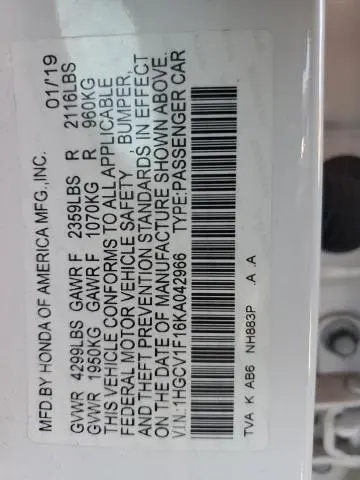 MFD.BY HONDA OF AMERICA MFG.,INC. 01/19
GVWR 4299LBS GAWR F 2359LBS R 2116LBS
GVWR 1950KG GAWR F 1070KG R 960KG
THIS VEHICLE CONFORMS TO ALL APPLICABLE
FEDERAL MOTOR VEHICLE SAFETY , BUMPER,
AND THEFT PREVENTION STANDARDS IN EFFECT
ON THE DATE OF MANUFACTURE SHOWN ABOVE.
V.I.N.:1HGCV1F16KA042966 TYPE:PASSENGER CAR
TVA K AB6 NH883P .A .A